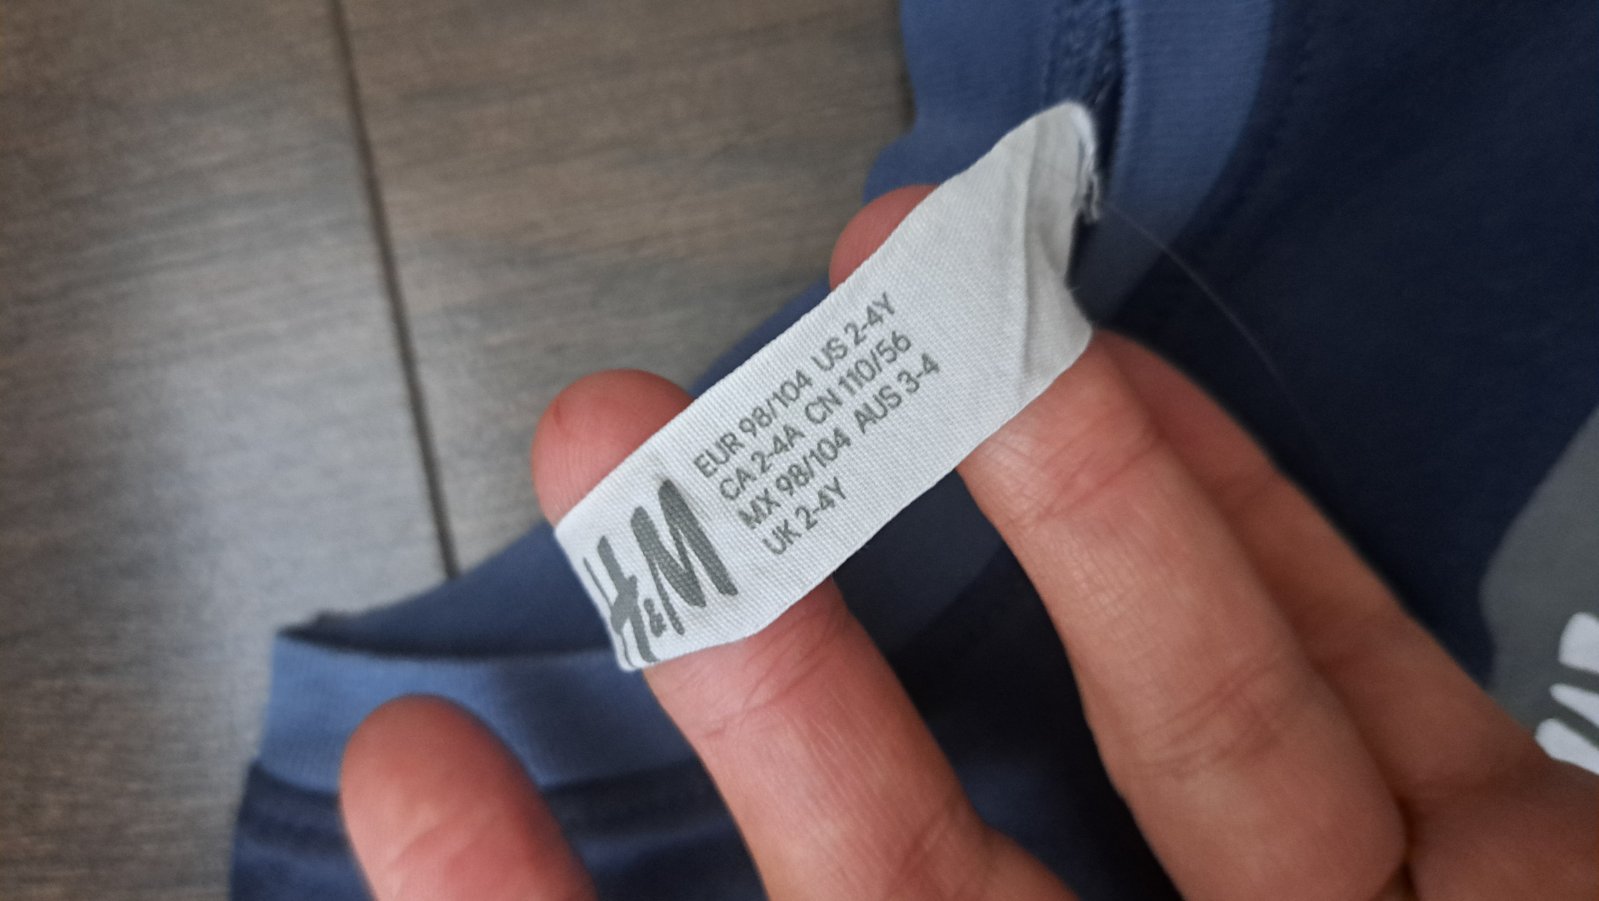 H&M
EUR 98/104 US 2-4Y
CA 2-4A CN 110/56
MX 98/104 AUS 3-4
UK 2-4Y